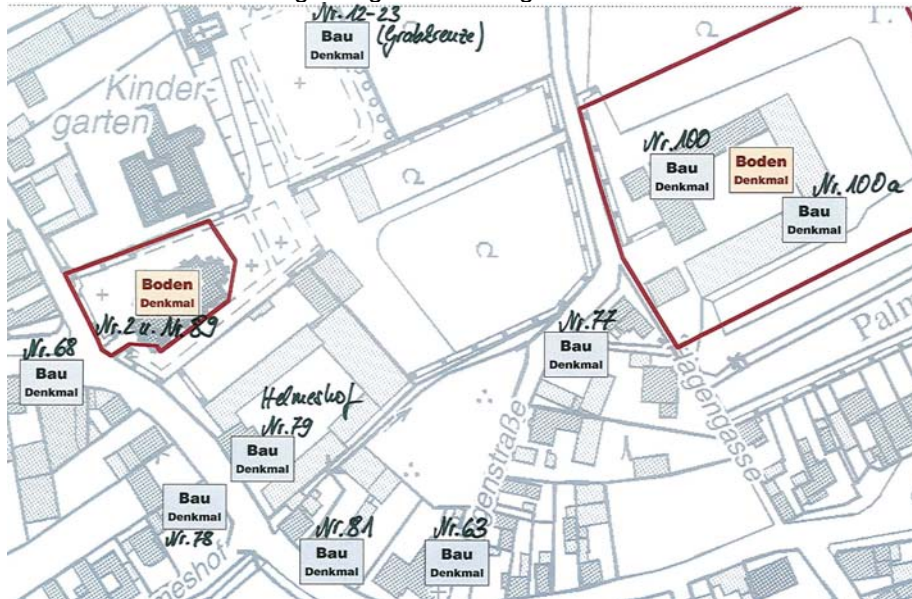 Nr. 12-23
(Grabkreuze)
Bau
Denkmal
Kinder-
garten
Nr. 100
Bau
Denkmal
Boden
Denkmal
Nr. 100a
Bau
Denkmal
Boden
Denkmal
Nr. 2 u. Nr. 89
Nr. 68
Bau
Denkmal
Nr. 77
Bau
Denkmal
Helmeshof
Nr. 79
Bau
Denkmal
Bau
Denkmal
Nr. 78
Nr. 81
Bau
Denkmal
Nr. 63
Bau
Denkmal
Hagengasse